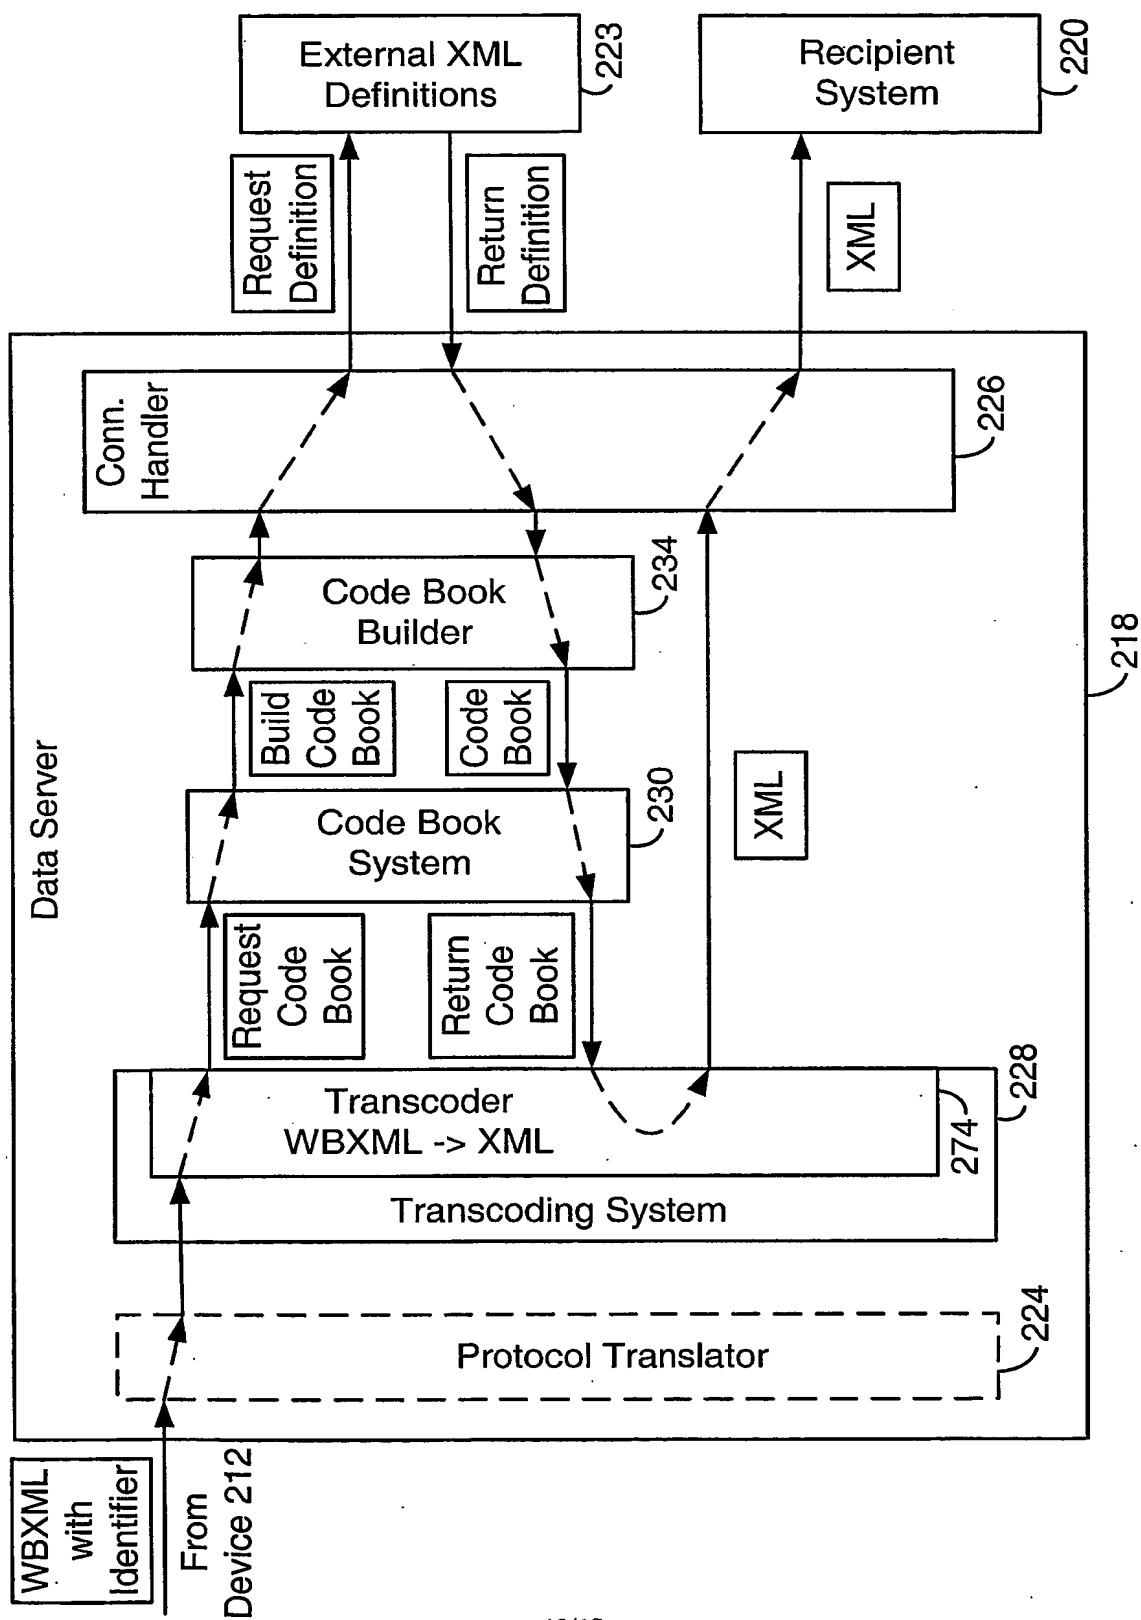 WBXML
with
Identifier
From
Device 212
Data Server
Protocol Translator
224
Transcoder
WBXML -> XML
Transcoding System
274
228
Request
Code
Book
Return
Code
Book
Code Book
System
230
Build
Code
Book
Code
Book
XML
Code Book
Builder
234
Conn.
Handler
226
218
Request
Definition
Return
Definition
XML
External XML
Definitions
223
Recipient
System
220